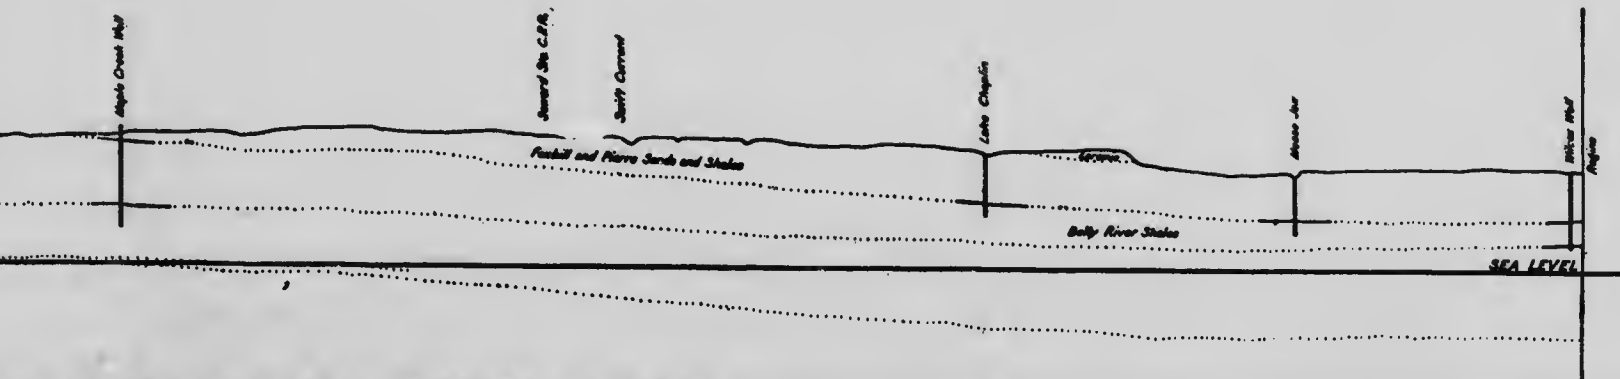 Maple Creek Well
Seward Sta. C.P.R.
Swift Current
Lake Chaplin
Moose Jaw
Wilcox Well
Regina
Foxhill and Pierre Sands and Shales
Belly River Shales
SEA LEVEL
?